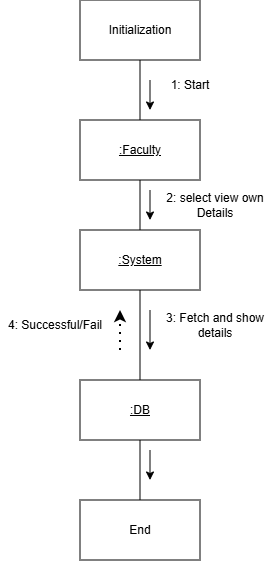 Initialization
1: Start
:Faculty
2: select view own
Details
:System
4: Successful/Fail
3: Fetch and show
details
:DB
End